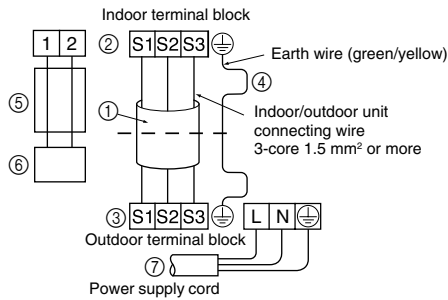 Indoor terminal block
1 2 ② S1 S2 S3
Earth wire (green/yellow)
④
⑤
①
Indoor/outdoor unit
connecting wire
3-core 1.5 mm² or more
⑥
③ S1 S2 S3
L N
Outdoor terminal block
⑦
Power supply cord